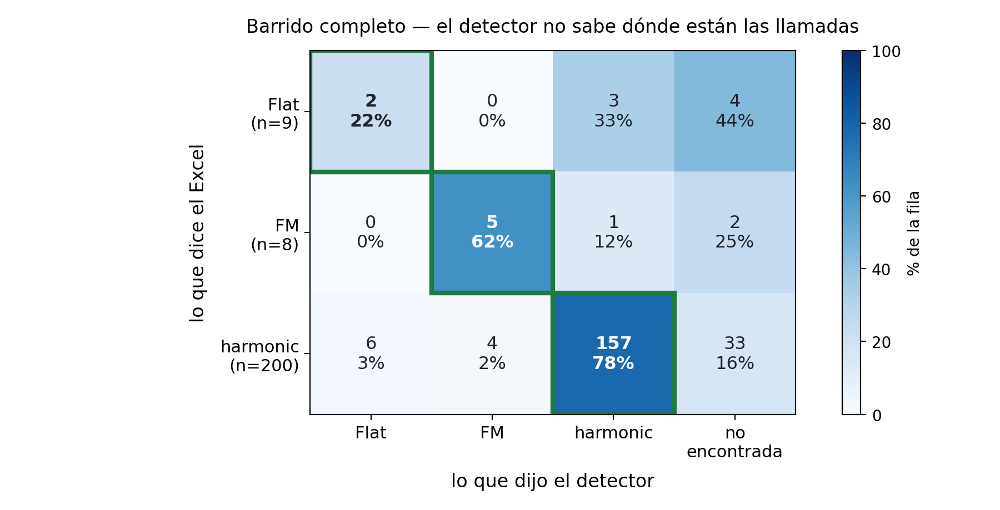 Barrido completo — el detector no sabe dónde están las llamadas
lo que dice el Excel
Flat
(n=9)
2
22%
0
0%
3
33%
4
44%
FM
(n=8)
0
0%
5
62%
1
12%
2
25%
harmonic
(n=200)
6
3%
4
2%
157
78%
33
16%
Flat
FM
harmonic
no
encontrada
lo que dijo el detector
100
80
60
40
20
0
% de la fila